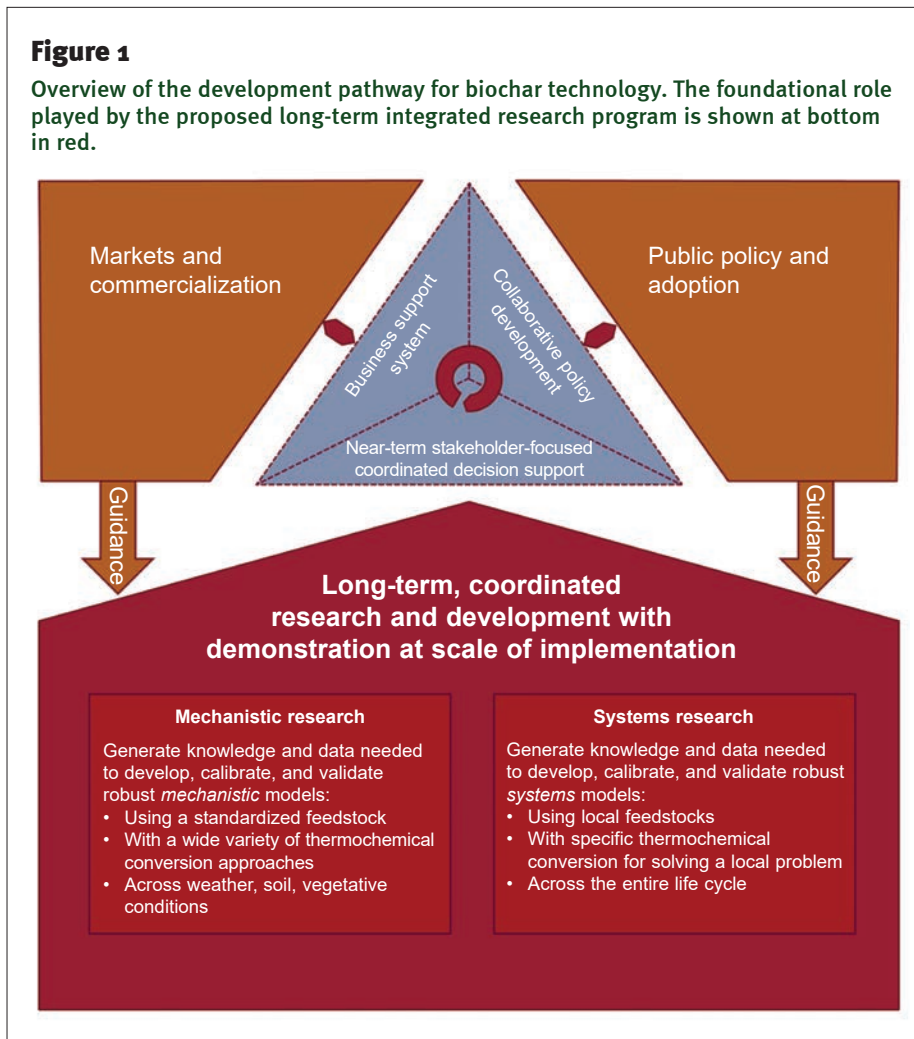 Figure 1
Overview of the development pathway for biochar technology. The foundational role
played by the proposed long-term integrated research program is shown at bottom
in red.
Markets and
commercialization
Business support
system
Collaborative policy
development
Public policy and
adoption
Near-term stakeholder-focused
coordinated decision support
Guidance
Guidance
Long-term, coordinated
research and development with
demonstration at scale of implementation
Mechanistic research
Generate knowledge and data needed
to develop, calibrate, and validate
robust mechanistic models:
• Using a standardized feedstock
• With a wide variety of thermochemical
conversion approaches
• Across weather, soil, vegetative
conditions
Systems research
Generate knowledge and data needed
to develop, calibrate, and validate robust
systems models:
• Using local feedstocks
• With specific thermochemical
conversion for solving a local problem
• Across the entire life cycle